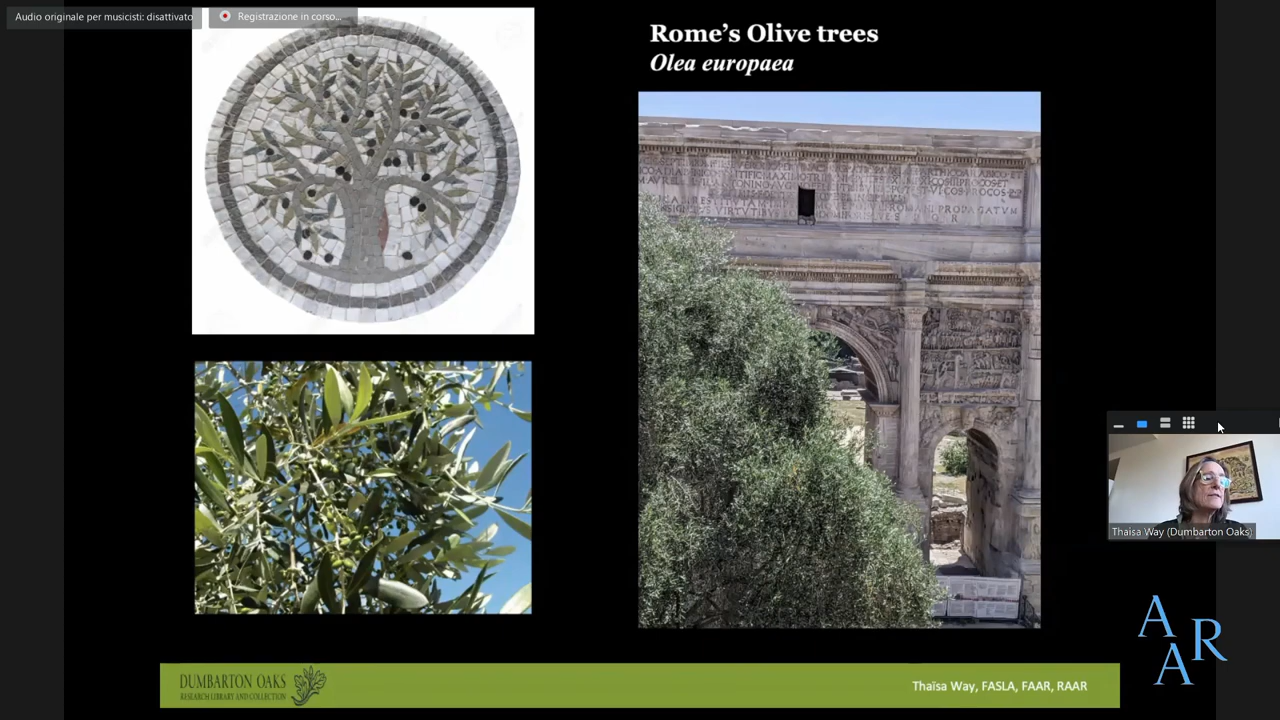 Audio originale per musicisti: disattivato
Registrazione in corso...
Rome's Olive trees
Olea europaea
Thaisa Way (Dumbarton Oaks)
A
R
A
DUMBARTON OAKS
RESEARCH LIBRARY AND COLLECTION
Thaïsa Way, FASLA, FAAR, RAAR